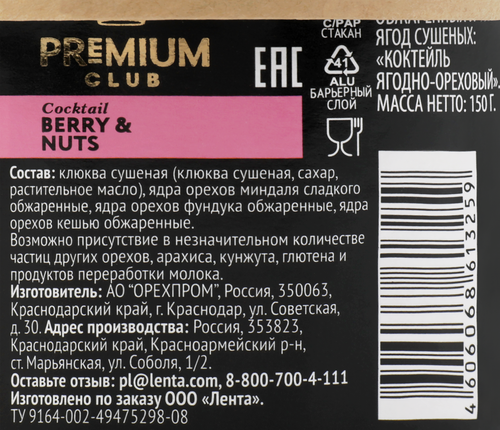 PREMIUM
CLUB
Cocktail
BERRY &
NUTS
EAC
C/PAP
СТАКАН
41
ALU
БАРЬЕРНЫЙ
СЛОЙ
ЯГОД СУШЕНЫХ:
«КОКТЕЙЛЬ
ЯГОДНО-ОРЕХОВЫЙ».
МАССА НЕТТО: 150 Г.
Состав: клюква сушеная (клюква сушеная, сахар,
растительное масло), ядра орехов миндаля сладкого
обжаренные, ядра орехов фундука обжаренные, ядра
орехов кешью обжаренные.
Возможно присутствие в незначительном количестве
частиц других орехов, арахиса, кунжута, глютена и
продуктов переработки молока.
Изготовитель: АО “ОРЕХПРОМ”, Россия, 350063,
Краснодарский край, г. Краснодар, ул. Советская,
д. 30. Адрес производства: Россия, 353823,
Краснодарский край, Красноармейский р-н,
ст. Марьянская, ул. Соболя, 1/2.
Оставьте отзыв: pl@lenta.com, 8-800-700-4-111
Изготовлено по заказу ООО «Лента».
ТУ 9164-002-49475298-08
4606068613259